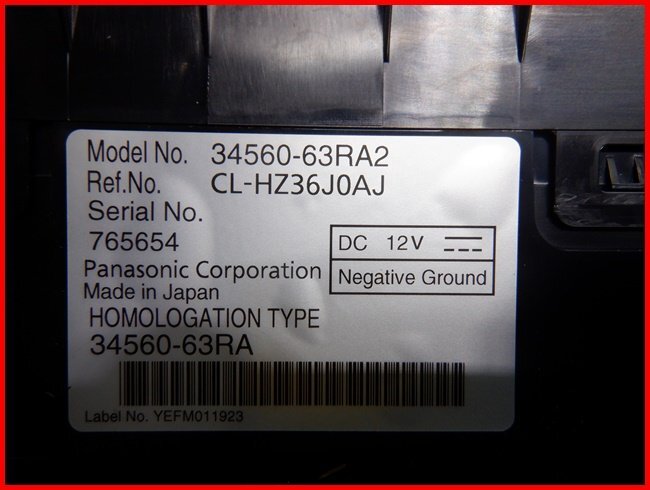 Model No. 34560-63RA2
Ref.No. CL-HZ36J0AJ
Serial No.
765654
DC 12V ⎓
Negative Ground
Panasonic Corporation
Made in Japan
HOMOLOGATION TYPE
34560-63RA
Label No. YEFM011923